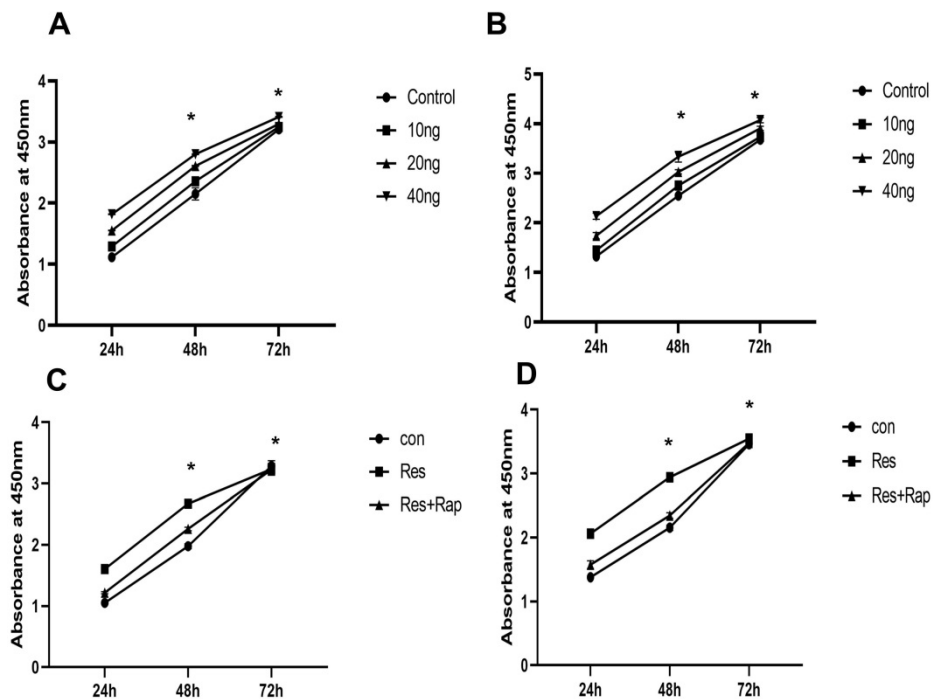 A
Absorbance at 450nm
4
3
2
1
0
24h
48h
72h
*
*
Control
10ng
20ng
40ng
B
Absorbance at 450nm
5
4
3
2
1
0
24h
48h
72h
*
*
Control
10ng
20ng
40ng
C
Absorbance at 450nm
4
3
2
1
0
24h
48h
72h
*
*
con
Res
Res+Rap
D
Absorbance at 450nm
4
3
2
1
0
24h
48h
72h
*
*
con
Res
Res+Rap